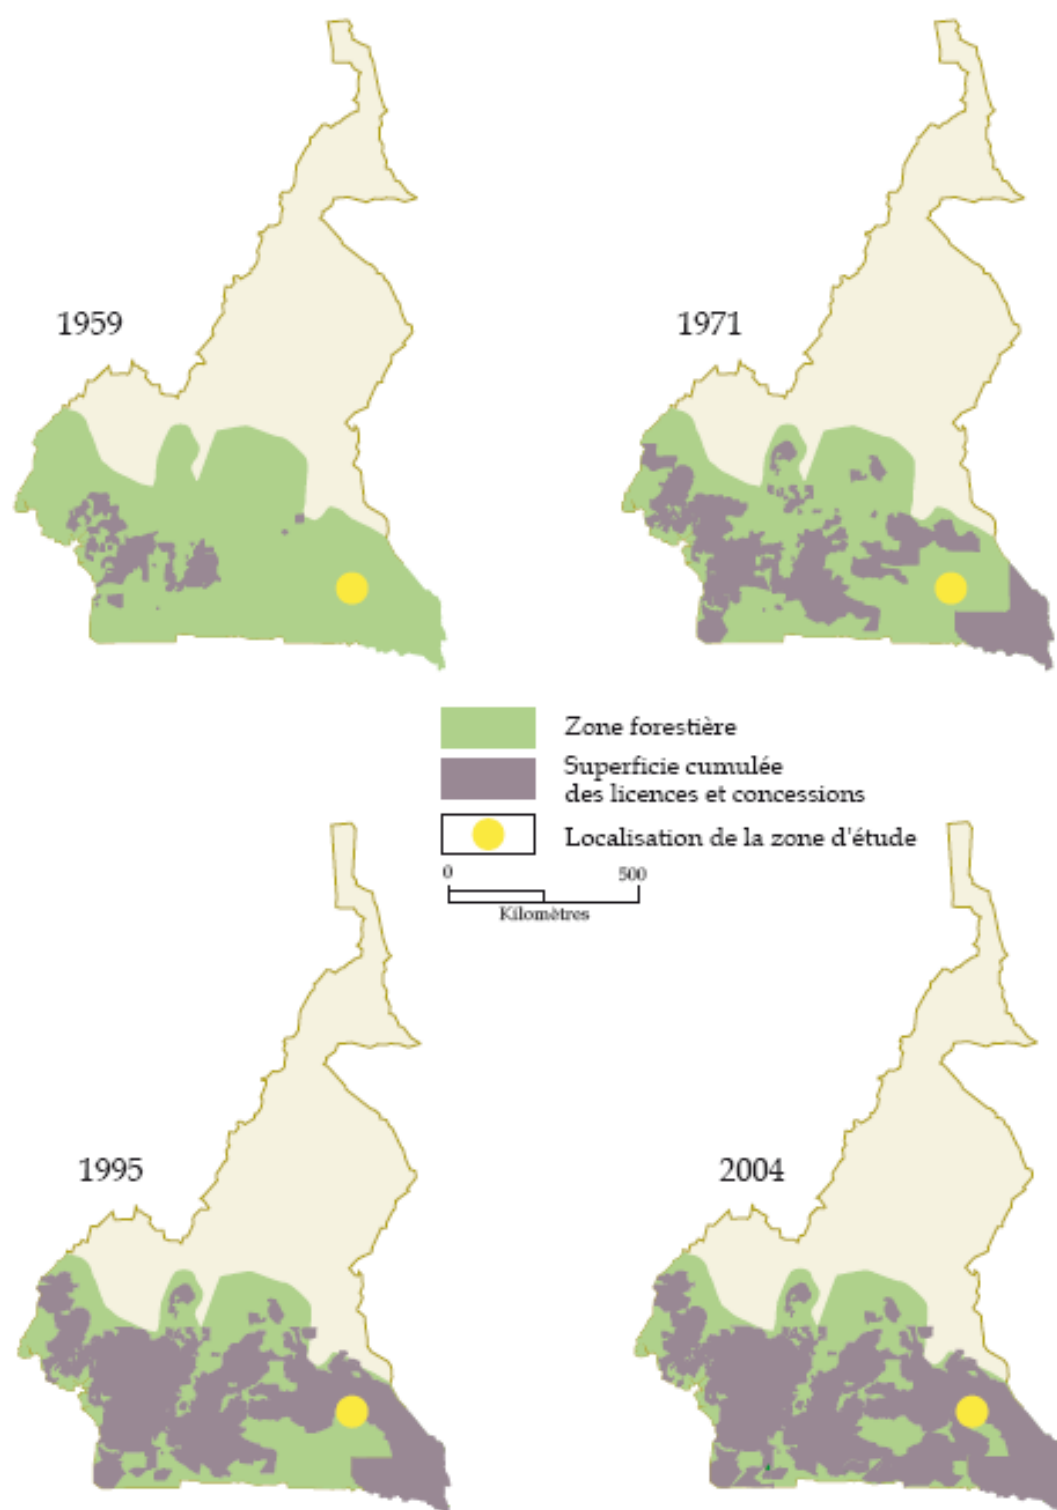 1959
1971
Zone forestière
Superficie cumulée
des licences et concessions
Localisation de la zone d'étude
0
500
Kilomètres
1995
2004